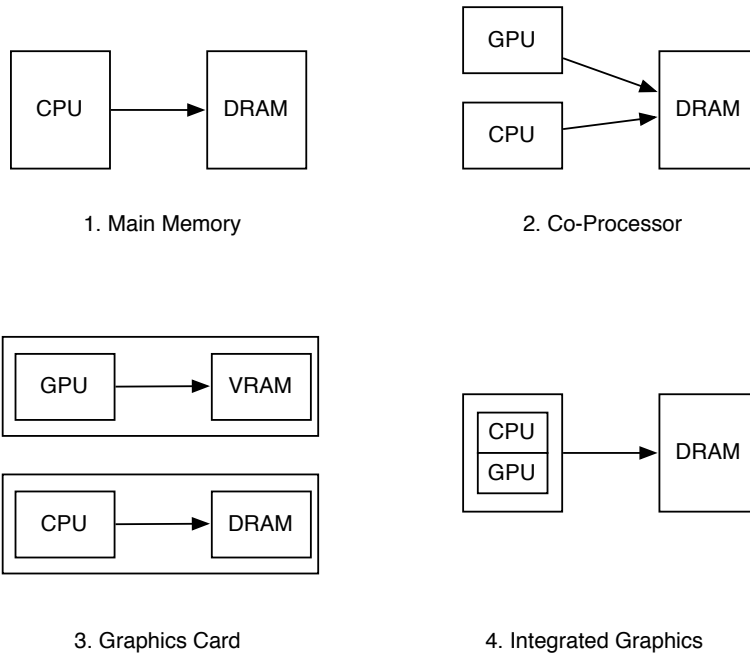 CPU
DRAM
1. Main Memory
GPU
CPU
DRAM
2. Co-Processor
GPU
VRAM
CPU
DRAM
3. Graphics Card
CPU
GPU
DRAM
4. Integrated Graphics